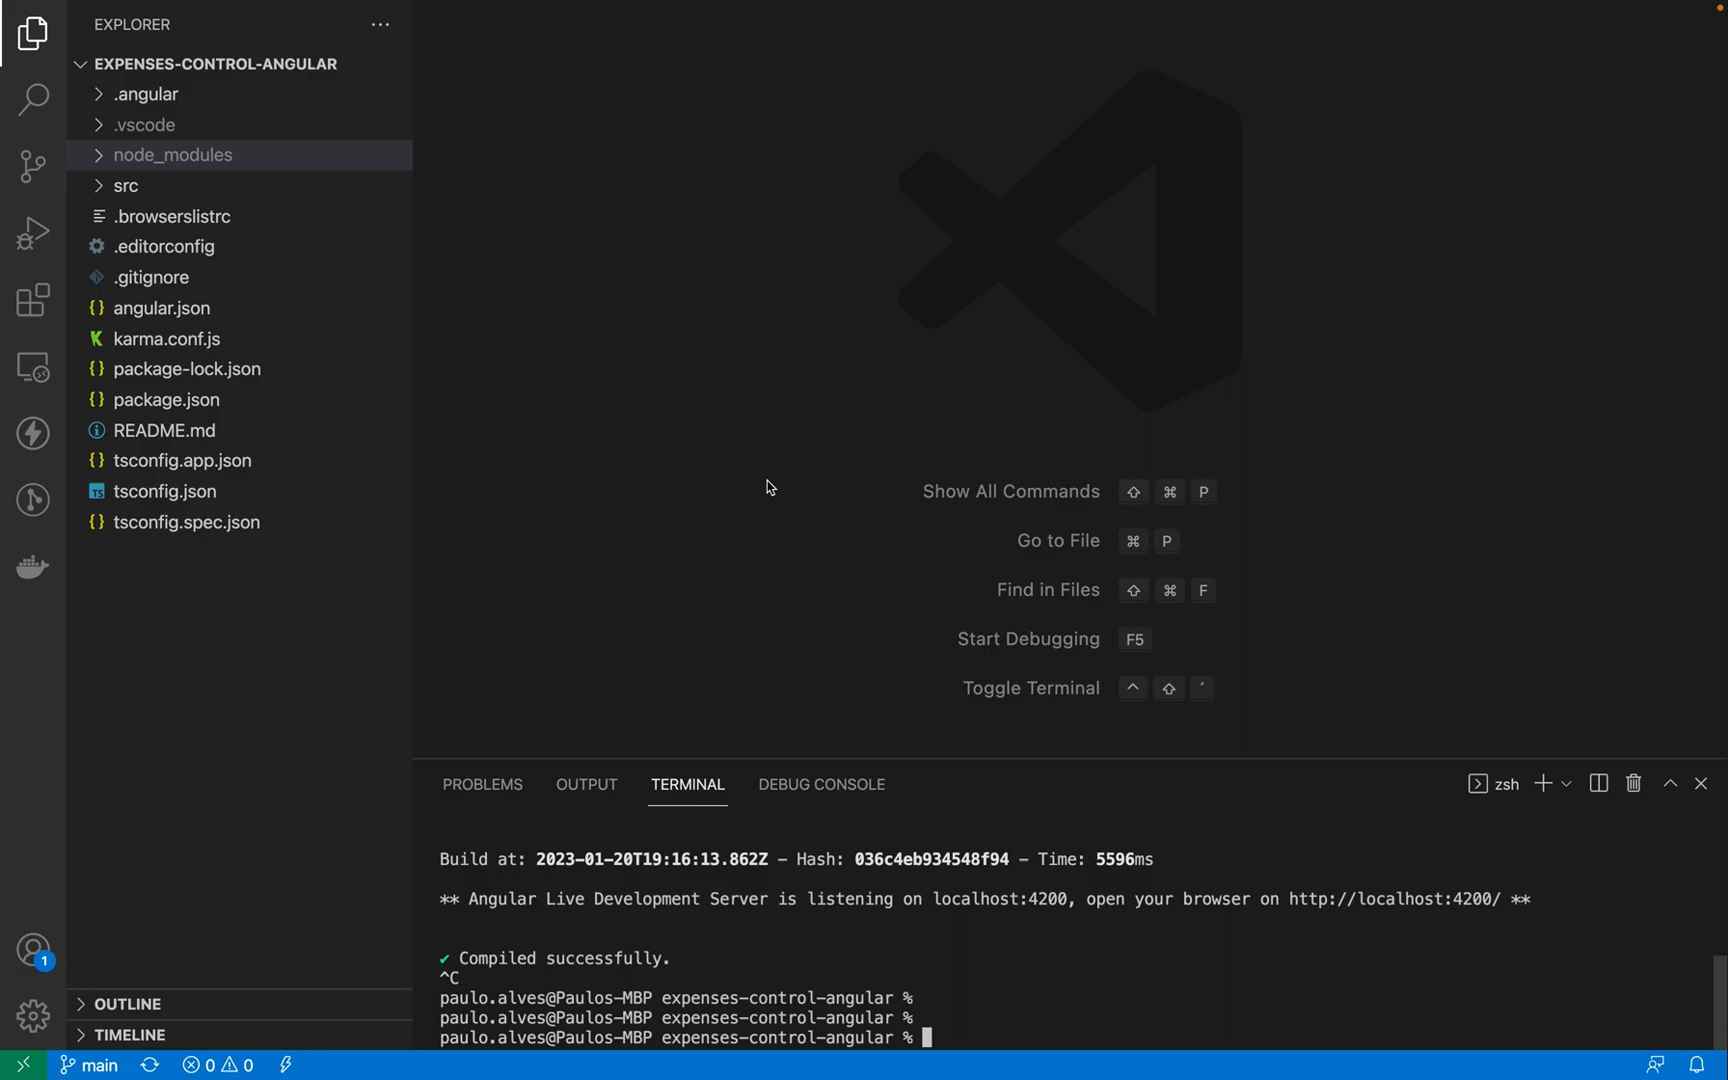 EXPLORER
EXPENSES-CONTROL-ANGULAR
.angular
.vscode
node_modules
src
.browserslistrc
.editorconfig
.gitignore
angular.json
karma.conf.js
package-lock.json
package.json
README.md
tsconfig.app.json
tsconfig.json
tsconfig.spec.json
OUTLINE
TIMELINE
1
Show All Commands ⇧ ⌘ P
Go to File ⌘ P
Find in Files ⇧ ⌘ F
Start Debugging F5
Toggle Terminal ^ ⇧ ´
PROBLEMS OUTPUT TERMINAL DEBUG CONSOLE zsh
Build at: 2023-01-20T19:16:13.862Z - Hash: 036c4eb934548f94 - Time: 5596ms
** Angular Live Development Server is listening on localhost:4200, open your browser on http://localhost:4200/ **
✔ Compiled successfully.
^C
paulo.alves@Paulos-MBP expenses-control-angular %
paulo.alves@Paulos-MBP expenses-control-angular %
paulo.alves@Paulos-MBP expenses-control-angular %
main 0 0